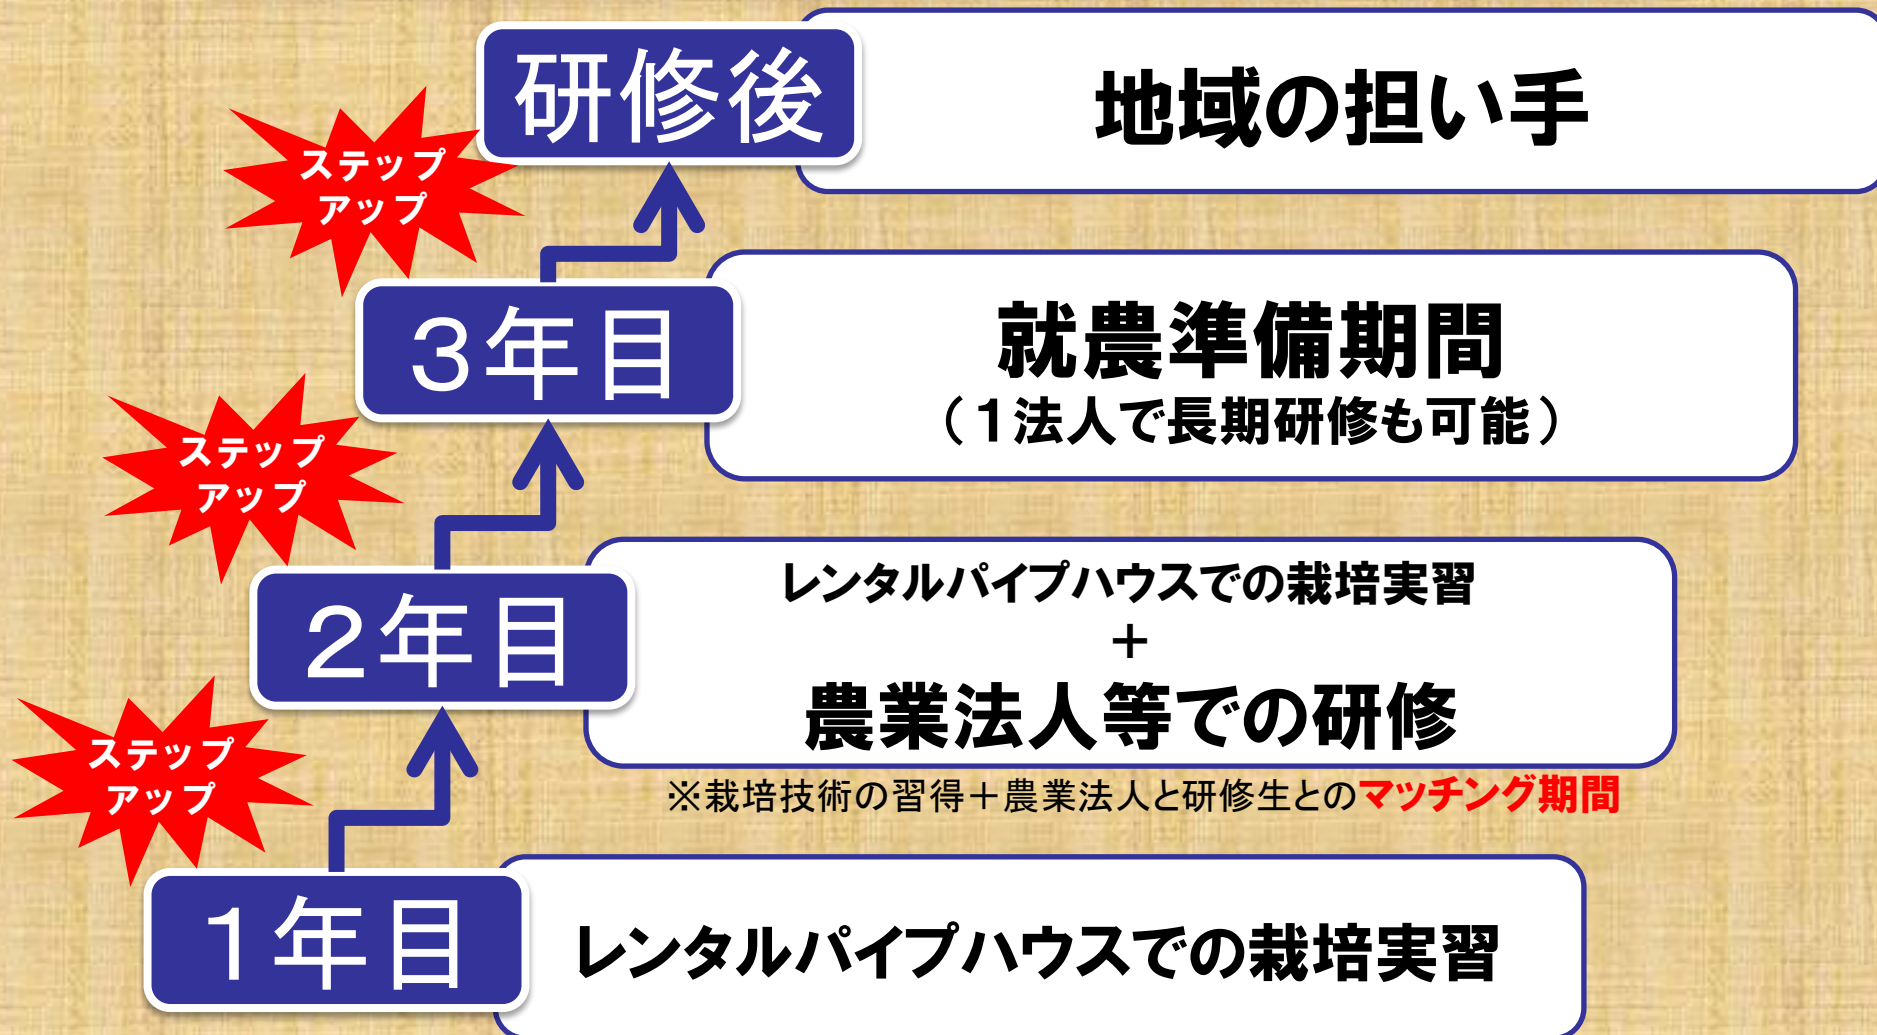 研修後
地域の担い手
ステップ
アップ
3年目
就農準備期間
（1法人で長期研修も可能）
ステップ
アップ
2年目
レンタルパイプハウスでの栽培実習
＋
農業法人等での研修
※栽培技術の習得＋農業法人と研修生とのマッチング期間
ステップ
アップ
1年目
レンタルパイプハウスでの栽培実習